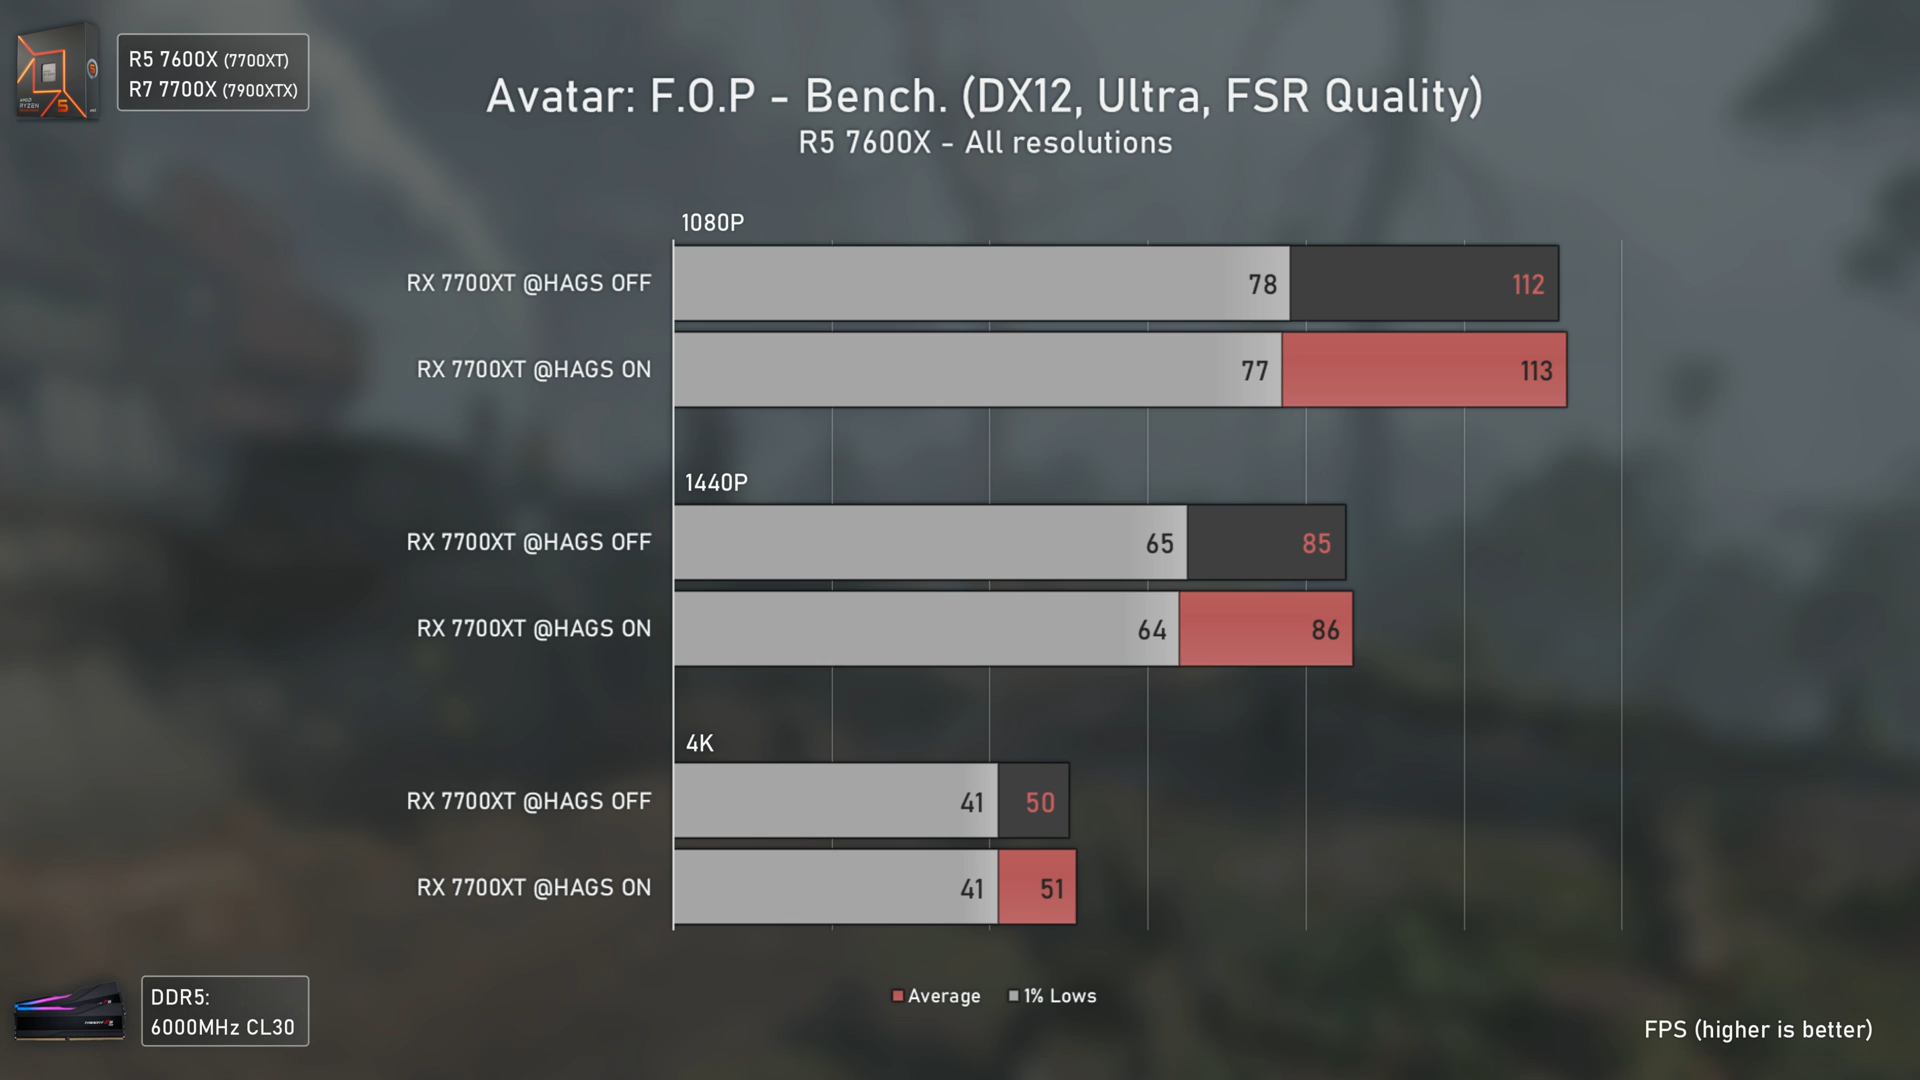 R5 7600X (7700XT)
R7 7700X (7900XTX)
Avatar: F.O.P - Bench. (DX12, Ultra, FSR Quality)
R5 7600X - All resolutions
1080P
RX 7700XT @HAGS OFF 78 112
RX 7700XT @HAGS ON 77 113
1440P
RX 7700XT @HAGS OFF 65 85
RX 7700XT @HAGS ON 64 86
4K
RX 7700XT @HAGS OFF 41 50
RX 7700XT @HAGS ON 41 51
Average 1% Lows
DDR5:
6000MHz CL30
FPS (higher is better)